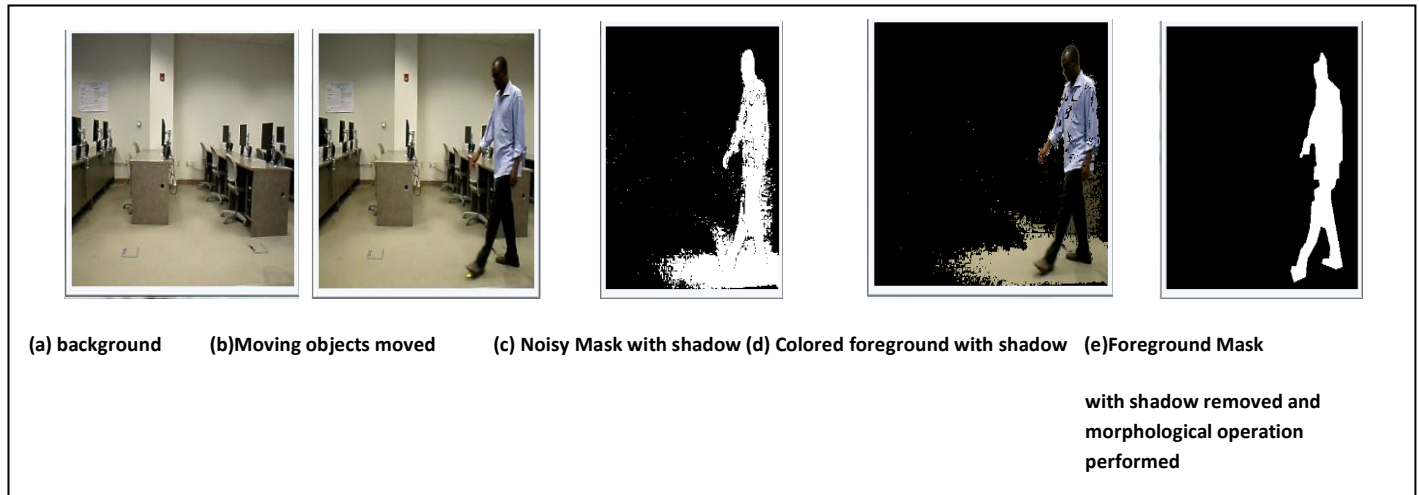 (a) background (b)Moving objects moved (c) Noisy Mask with shadow (d) Colored foreground with shadow (e)Foreground Mask
with shadow removed and
morphological operation
performed